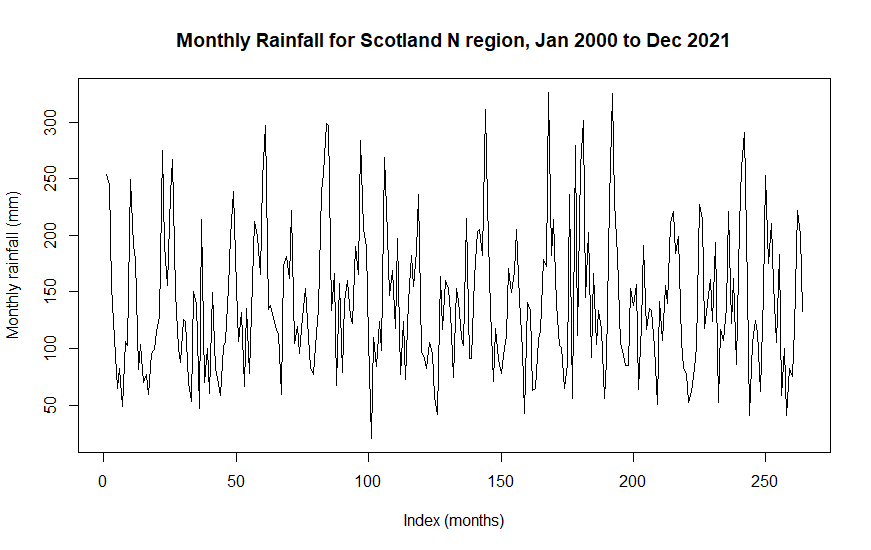 Monthly Rainfall for Scotland N region, Jan 2000 to Dec 2021
Monthly rainfall (mm)
300
250
200
150
100
50
0 50 100 150 200 250
Index (months)